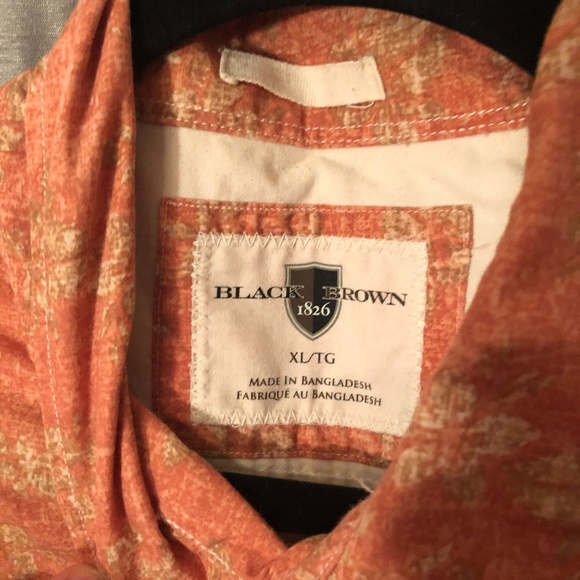 BLACK BROWN
1826
XL/TG
MADE IN BANGLADESH
FABRIQUÉ AU BANGLADESH